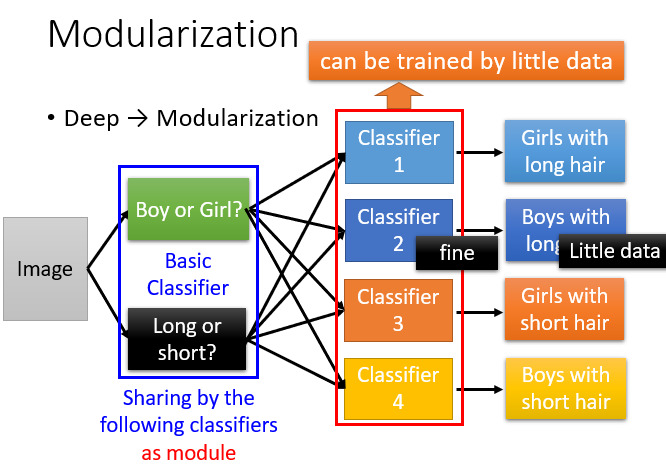 Modularization
can be trained by little data
• Deep → Modularization
Image
Boy or Girl?
Basic
Classifier
Long or
short?
Sharing by the
following classifiers
as module
Classifier
1
Classifier
2
fine
Classifier
3
Classifier
4
Girls with
long hair
Boys with
long
Little data
Girls with
short hair
Boys with
short hair